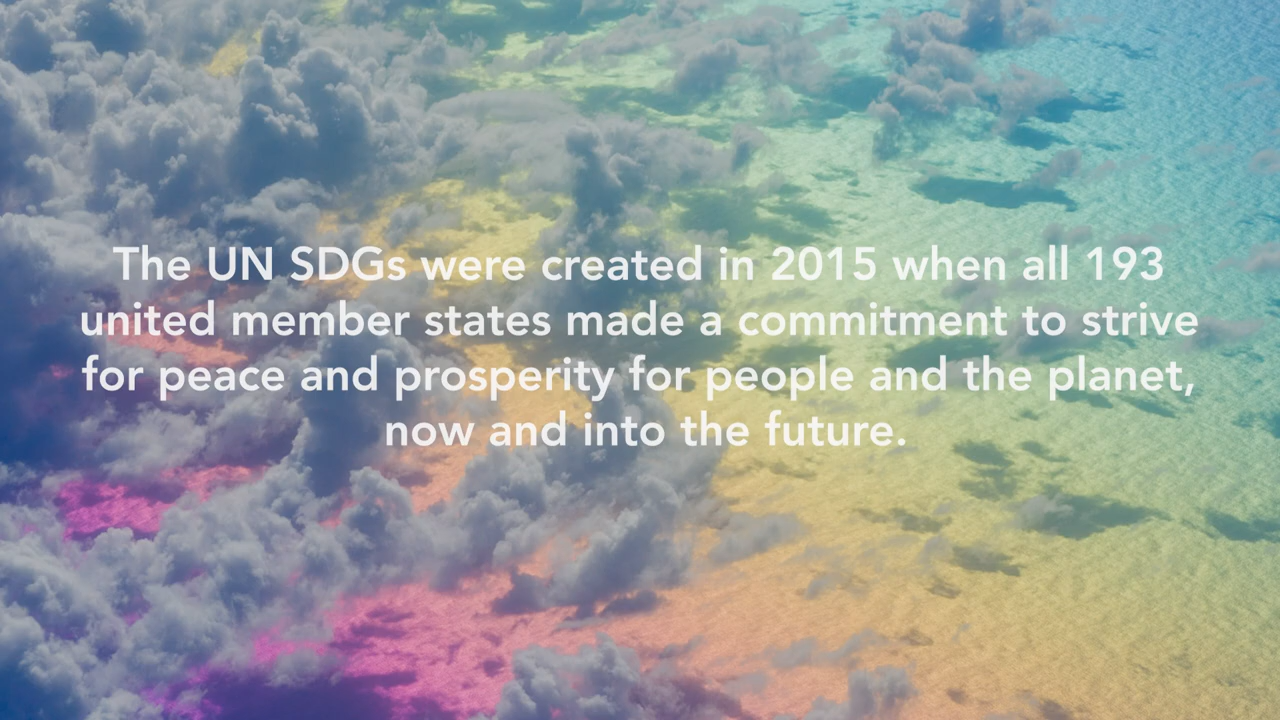 The UN SDGs were created in 2015 when all 193
united member states made a commitment to strive
for peace and prosperity for people and the planet,
now and into the future.